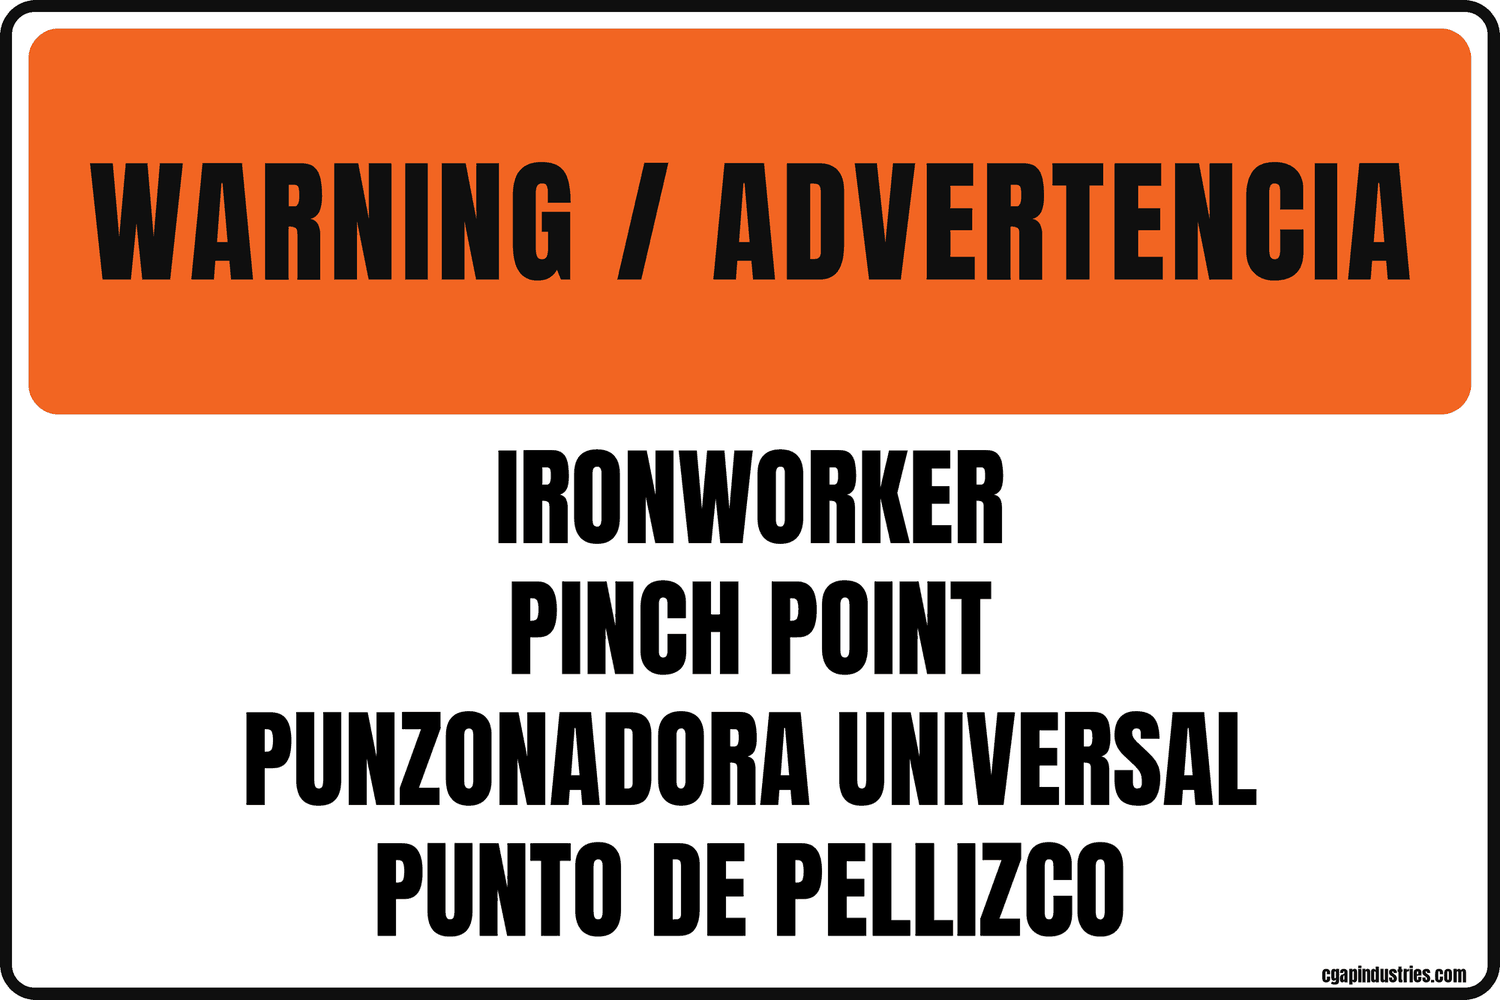 WARNING / ADVERTENCIA
IRONWORKER
PINCH POINT
PUNZONADORA UNIVERSAL
PUNTO DE PELLIZCO
cgapindustries.com